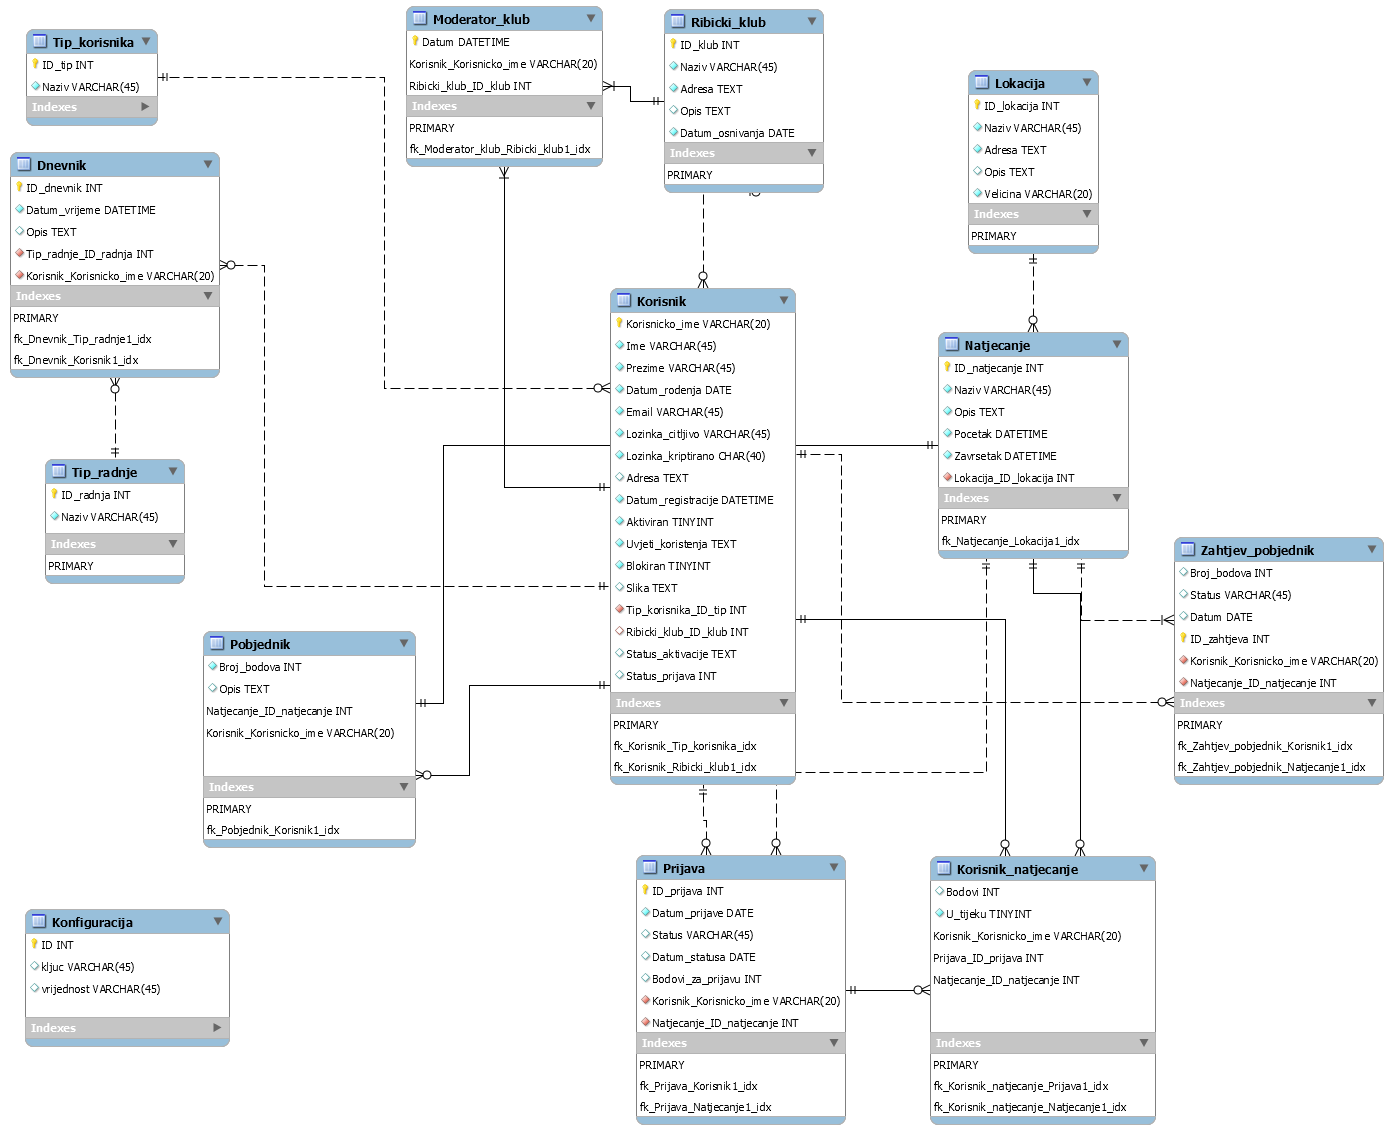 Tip_korisnika
ID_tip INT
Naziv VARCHAR(45)
Indexes
Moderator_klub
Datum DATETIME
Korisnik_Korisnicko_ime VARCHAR(20)
Ribicki_klub_ID_klub INT
Indexes
PRIMARY
fk_Moderator_klub_Ribicki_klub1_idx
Ribicki_klub
ID_klub INT
Naziv VARCHAR(45)
Adresa TEXT
Opis TEXT
Datum_osnivanja DATE
Indexes
PRIMARY
Lokacija
ID_lokacija INT
Naziv VARCHAR(45)
Adresa TEXT
Opis TEXT
Velicina VARCHAR(20)
Indexes
PRIMARY
Dnevnik
ID_dnevnik INT
Datum_vrijeme DATETIME
Opis TEXT
Tip_radnje_ID_radnja INT
Korisnik_Korisnicko_ime VARCHAR(20)
Indexes
PRIMARY
fk_Dnevnik_Tip_radnje1_idx
fk_Dnevnik_Korisnik1_idx
Korisnik
Korisnicko_ime VARCHAR(20)
Ime VARCHAR(45)
Prezime VARCHAR(45)
Datum_rodenja DATE
Email VARCHAR(45)
Lozinka_citljivo VARCHAR(45)
Lozinka_kriptirano CHAR(40)
Adresa TEXT
Datum_registracije DATETIME
Aktiviran TINYINT
Uvjeti_koristenja TEXT
Blokiran TINYINT
Slika TEXT
Tip_korisnika_ID_tip INT
Ribicki_klub_ID_klub INT
Status_aktivacije TEXT
Status_prijava INT
Indexes
PRIMARY
fk_Korisnik_Tip_korisnika_idx
fk_Korisnik_Ribicki_klub1_idx
Natjecanje
ID_natjecanje INT
Naziv VARCHAR(45)
Opis TEXT
Pocetak DATETIME
Zavrsetak DATETIME
Lokacija_ID_lokacija INT
Indexes
PRIMARY
fk_Natjecanje_Lokacija1_idx
Tip_radnje
ID_radnja INT
Naziv VARCHAR(45)
Indexes
PRIMARY
Zahtjev_pobjednik
Broj_bodova INT
Status VARCHAR(45)
Datum DATE
ID_zahtjeva INT
Korisnik_Korisnicko_ime VARCHAR(20)
Natjecanje_ID_natjecanje INT
Indexes
PRIMARY
fk_Zahtjev_pobjednik_Korisnik1_idx
fk_Zahtjev_pobjednik_Natjecanje1_idx
Pobjednik
Broj_bodova INT
Opis TEXT
Natjecanje_ID_natjecanje INT
Korisnik_Korisnicko_ime VARCHAR(20)
Indexes
PRIMARY
fk_Pobjednik_Korisnik1_idx
Konfiguracija
ID INT
kljuc VARCHAR(45)
vrijednost VARCHAR(45)
Indexes
Prijava
ID_prijava INT
Datum_prijave DATE
Status VARCHAR(45)
Datum_statusa DATE
Bodovi_za_prijavu INT
Korisnik_Korisnicko_ime VARCHAR(20)
Natjecanje_ID_natjecanje INT
Indexes
PRIMARY
fk_Prijava_Korisnik1_idx
fk_Prijava_Natjecanje1_idx
Korisnik_natjecanje
Bodovi INT
U_tijeku TINYINT
Korisnik_Korisnicko_ime VARCHAR(20)
Prijava_ID_prijava INT
Natjecanje_ID_natjecanje INT
Indexes
PRIMARY
fk_Korisnik_natjecanje_Prijava1_idx
fk_Korisnik_natjecanje_Natjecanje1_idx